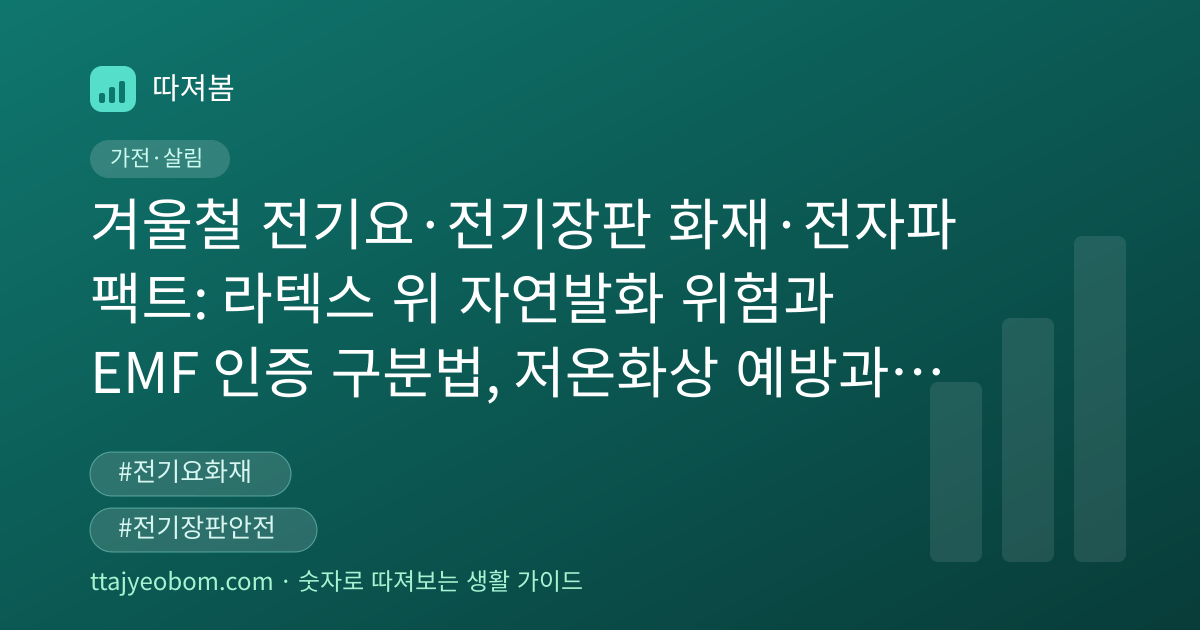 따져봄
가전·살림
겨울철 전기요·전기장판 화재·전자파
팩트: 라텍스 위 자연발화 위험과
EMF 인증 구분법, 저온화상 예방과…
#전기요화재
#전기장판안전
ttajyeobom.com · 숫자로 따져보는 생활 가이드